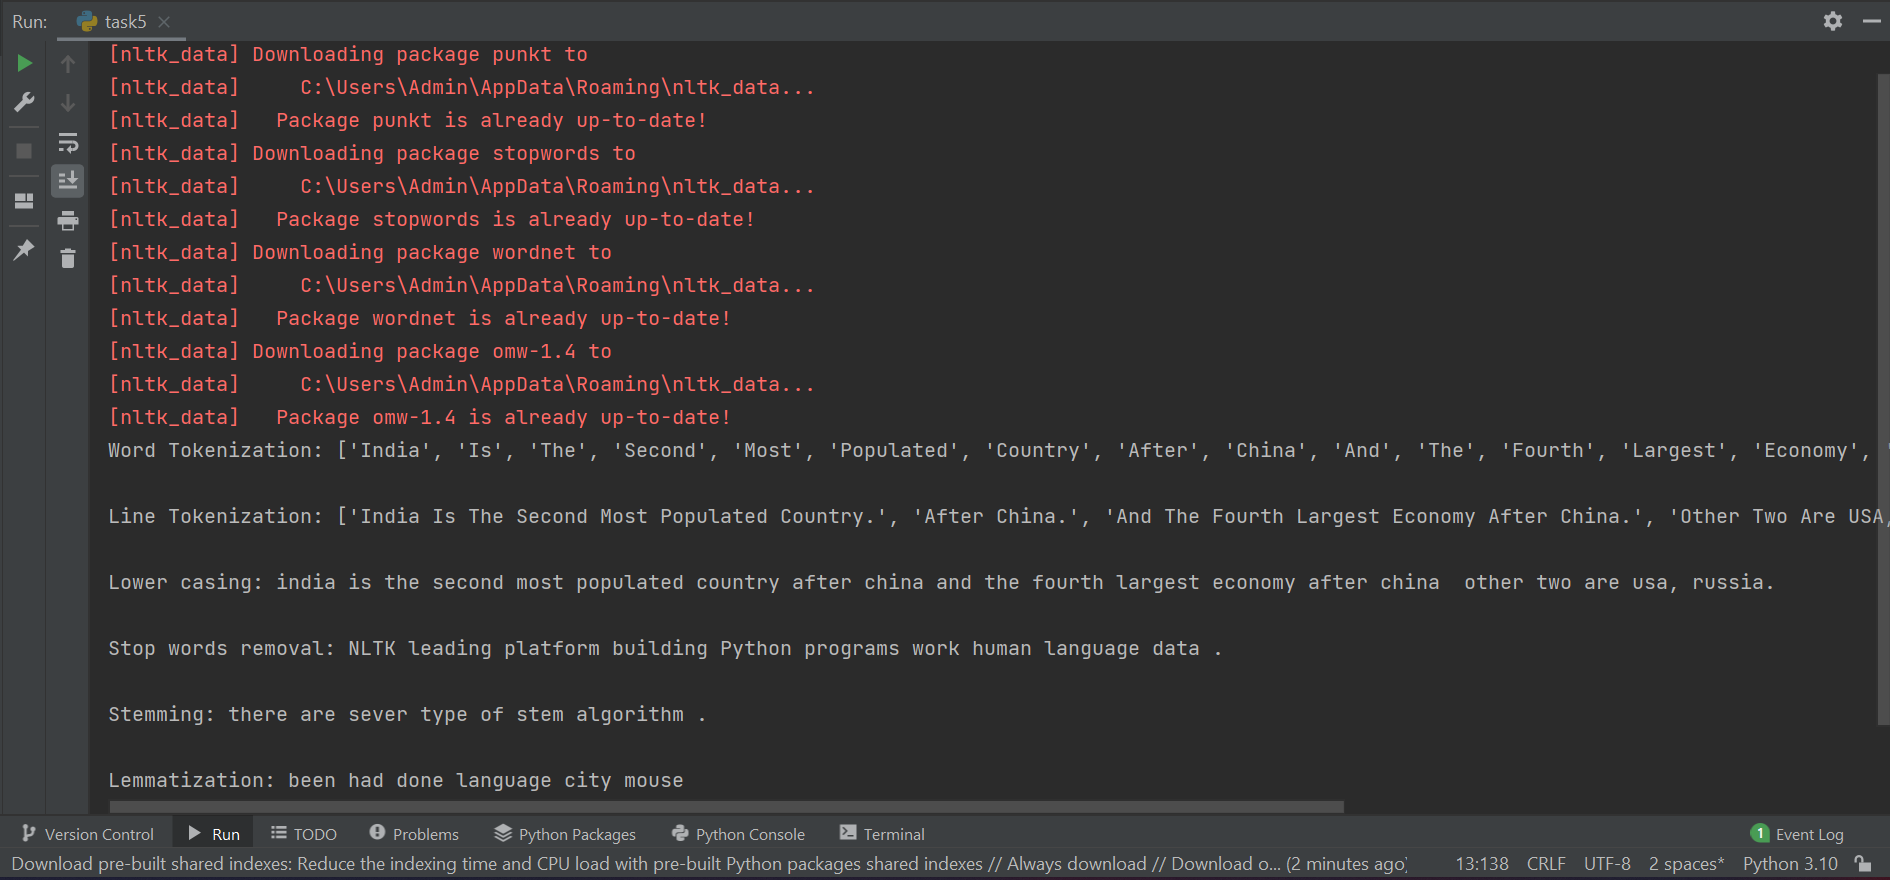 Run: task5
[nltk_data] Downloading package punkt to
[nltk_data]     C:\Users\Admin\AppData\Roaming\nltk_data...
[nltk_data]   Package punkt is already up-to-date!
[nltk_data] Downloading package stopwords to
[nltk_data]     C:\Users\Admin\AppData\Roaming\nltk_data...
[nltk_data]   Package stopwords is already up-to-date!
[nltk_data] Downloading package wordnet to
[nltk_data]     C:\Users\Admin\AppData\Roaming\nltk_data...
[nltk_data]   Package wordnet is already up-to-date!
[nltk_data] Downloading package omw-1.4 to
[nltk_data]     C:\Users\Admin\AppData\Roaming\nltk_data...
[nltk_data]   Package omw-1.4 is already up-to-date!
Word Tokenization: ['India', 'Is', 'The', 'Second', 'Most', 'Populated', 'Country', 'After', 'China', 'And', 'The', 'Fourth', 'Largest', 'Economy', '
Line Tokenization: ['India Is The Second Most Populated Country.', 'After China.', 'And The Fourth Largest Economy After China.', 'Other Two Are USA,
Lower casing: india is the second most populated country after china and the fourth largest economy after china  other two are usa, russia.
Stop words removal: NLTK leading platform building Python programs work human language data .
Stemming: there are sever type of stem algorithm .
Lemmatization: been had done language city mouse
Version Control Run TODO Problems Python Packages Python Console Terminal 1 Event Log
Download pre-built shared indexes: Reduce the indexing time and CPU load with pre-built Python packages shared indexes // Always download // Download o... (2 minutes ago) 13:138 CRLF UTF-8 2 spaces* Python 3.10